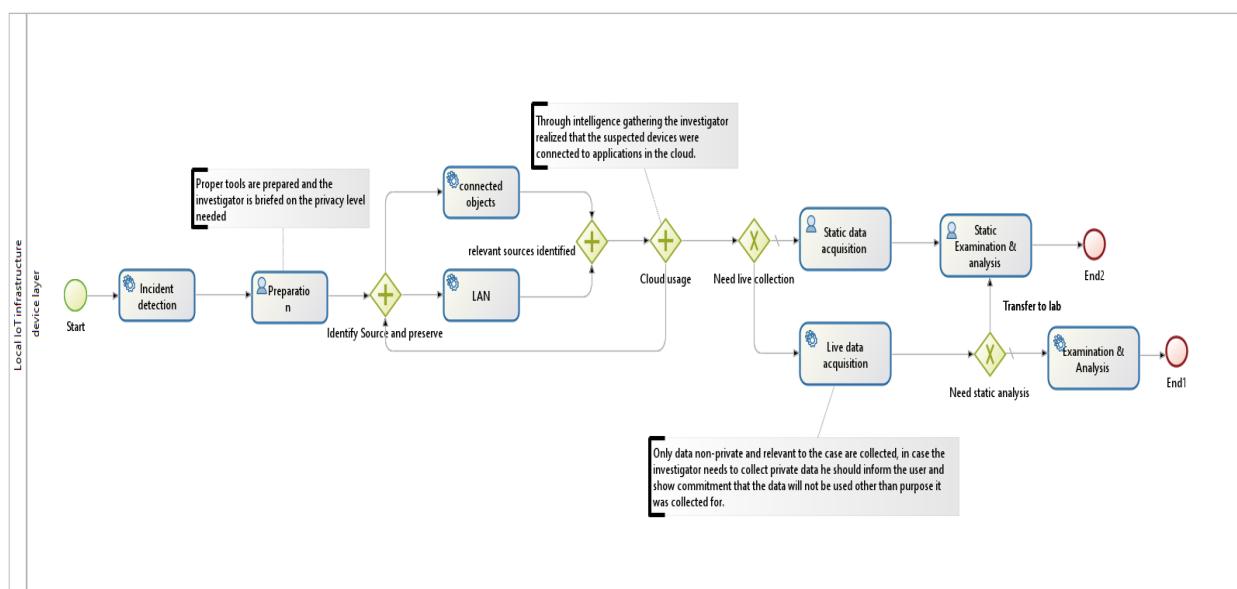 Local IoT infrastructure
device layer
Start
Incident
detection
Proper tools are prepared and the
investigator is briefed on the privacy level
needed
Preparatio
n
Identify Source and preserve
connected
objects
LAN
relevant sources identified
Through intelligence gathering the investigator
realized that the suspected devices were
connected to applications in the cloud.
Cloud usage
Need live collection
Static data
acquisition
Static
Examination &
analysis
End2
Transfer to lab
Live data
acquisition
Need static analysis
Examination &
Analysis
End1
Only data non-private and relevant to the case are collected, in case the
investigator needs to collect private data he should inform the user and
show commitment that the data will not be used other than purpose it
was collected for.